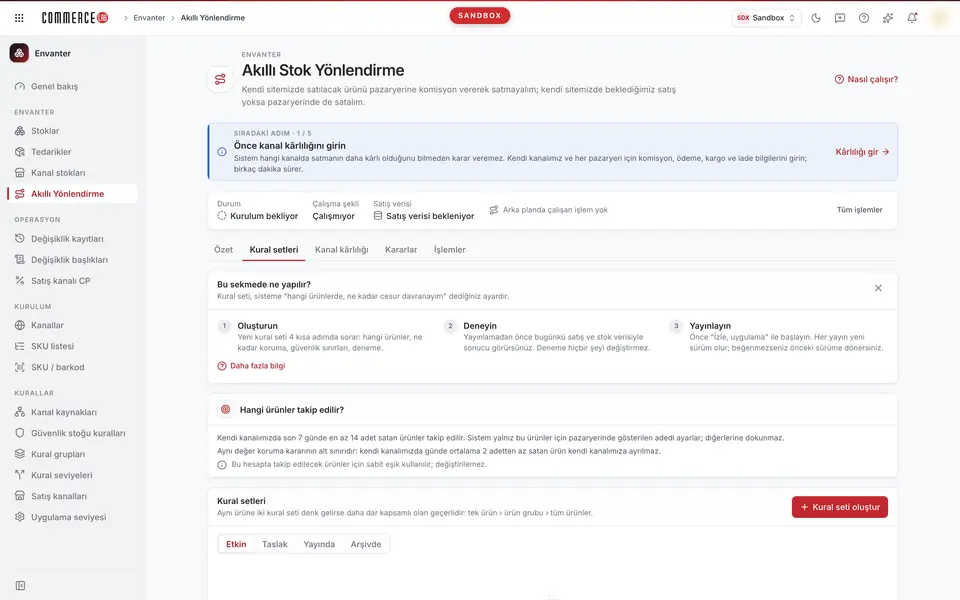 COMMERCE LAB
Envanter
Akıllı Yönlendirme
SANDBOX
SDX Sandbox
Envanter
Genel bakış
ENVANTER
Stoklar
Tedarikler
Kanal stokları
Akıllı Yönlendirme
OPERASYON
Değişiklik kayıtları
Değişiklik başlıkları
Satış kanalı CP
KURULUM
Kanallar
SKU listesi
SKU / barkod
KURALLAR
Kanal kaynakları
Güvenlik stoğu kuralları
Kural grupları
Kural seviyeleri
Satış kanalları
Uygulama seviyesi
ENVANTER
Akıllı Stok Yönlendirme
Kendi sitemizde satılacak ürünü pazaryerine komisyon vererek satmayalım; kendi sitemizde beklediğimiz satış
yoksa pazaryerinde de satalım.
Nasıl çalışır?
SIRADAKİ ADIM · 1 / 5
Önce kanal kârlılığını girin
Sistem hangi kanalda satmanın daha kârlı olduğunu bilmeden karar veremez. Kendi kanalımız ve her pazaryeri için komisyon, ödeme, kargo ve iade bilgilerini girin;
birkaç dakika sürer.
Kârlılığı gir →
Durum
Kurulum bekliyor
Çalışma şekli
Çalışmıyor
Satış verisi
Satış verisi bekleniyor
Arka planda çalışan işlem yok
Tüm işlemler
Özet
Kural setleri
Kanal kârlılığı
Kararlar
İşlemler
Bu sekmede ne yapılır?
Kural seti, sisteme "hangi ürünlerde, ne kadar cesur davranayım" dediğiniz ayardır.
1 Oluşturun
Yeni kural seti 4 kısa adımda sorar: hangi ürünler, ne
kadar koruma, güvenlik sınırları, deneme.
2 Deneyin
Yayınlamadan önce bugünkü satış ve stok verisiyle
sonucu görürsünüz. Deneme hiçbir şeyi değiştirmez.
3 Yayınlayın
Önce "İzle, uygulama" ile başlayın. Her yayın yeni
sürüm olur; beğenmezseniz önceki sürüme dönersiniz.
Daha fazla bilgi
Hangi ürünler takip edilir?
Kendi kanalımızda son 7 günde en az 14 adet satan ürünler takip edilir. Sistem yalnız bu ürünler için pazaryerinde gösterilen adedi ayarlar; diğerlerine dokunmaz.
Aynı değer koruma kararının alt sınırıdır: kendi kanalımızda günde ortalama 2 adetten az satan ürün kendi kanalımıza ayrılmaz.
Bu hesapta takip edilecek ürünler için sabit eşik kullanılır; değiştirilemez.
Kural setleri
Aynı ürüne iki kural seti denk gelirse daha dar kapsamlı olan geçerlidir: tek ürün › ürün grubu › tüm ürünler.
+ Kural seti oluştur
Etkin
Taslak
Yayında
Arşivde